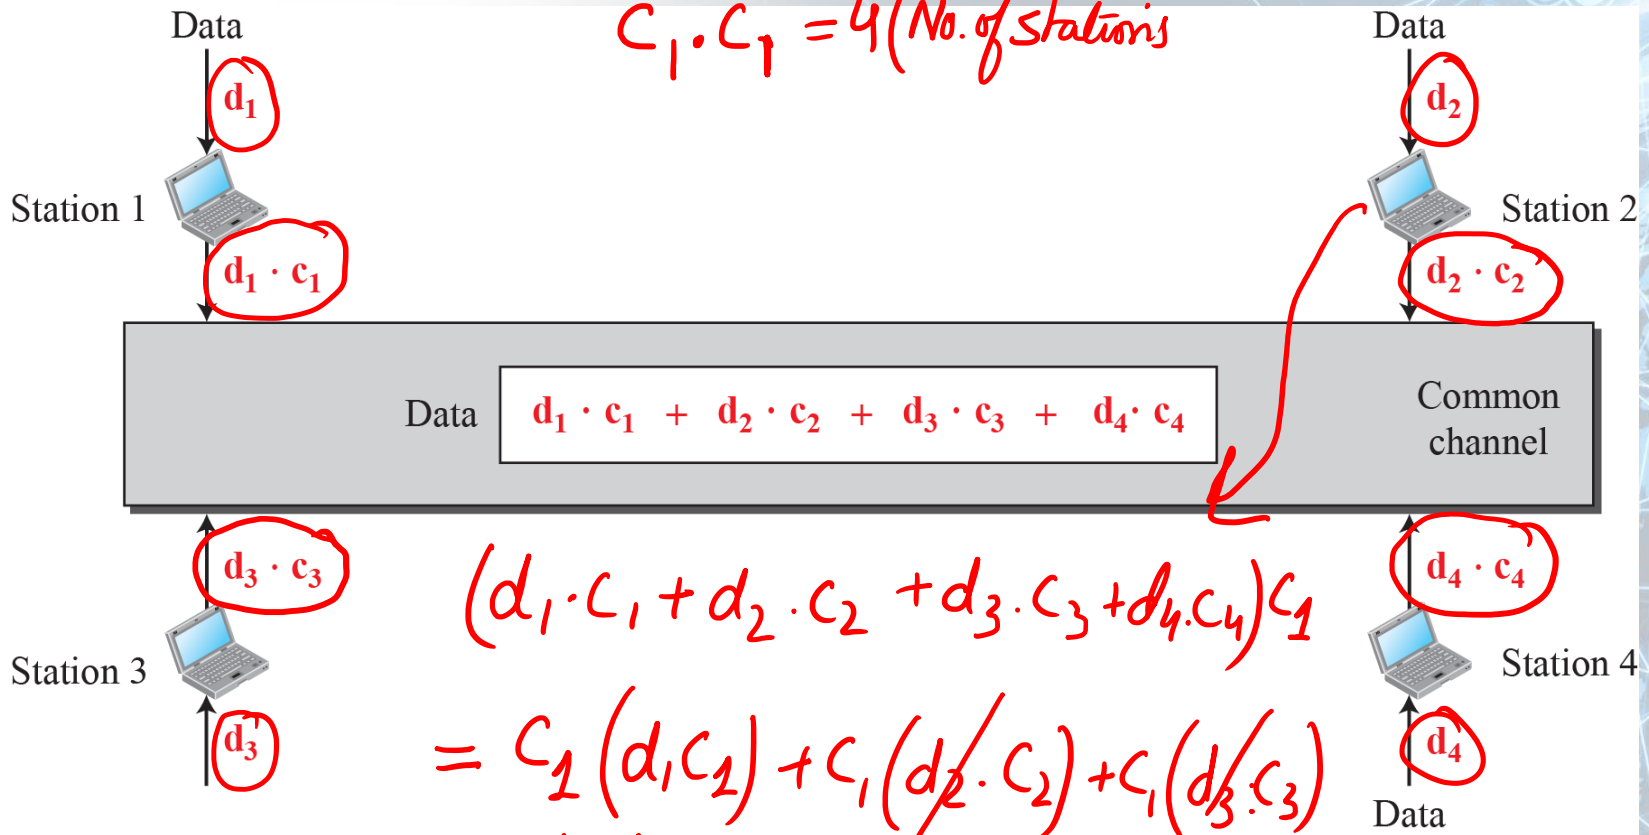 Data
C₁.C₁ = 4 (No. of stations
Data
d₁
d₂
Station 1
Station 2
d₁ · c₁
d₂ · c₂
Data
d₁ · c₁ + d₂ · c₂ + d₃ · c₃ + d₄· c₄
Common
channel
d₃ · c₃
d₄ · c₄
(d₁.C₁ + d₂.C₂ + d₃.C₃ + d₄.C₄)C₁
Station 3
Station 4
d₃
d₄
= C₁(d₁C₁) + C₁(d₂.C₂) + C₁(d₃.C₃)
Data